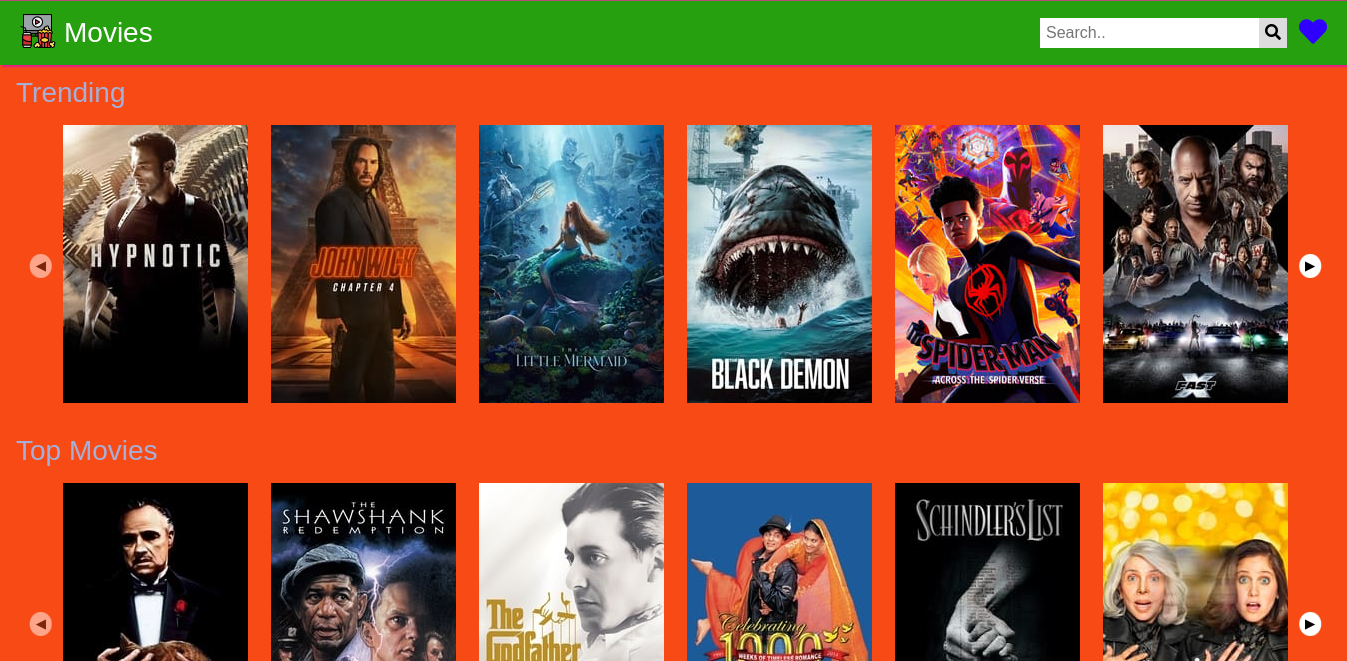 Movies
Search..
Trending
HYPNOTIC
JOHN WICK
CHAPTER 4
THE
LITTLE MERMAID
BLACK DEMON
SPIDER-MAN
ACROSS THE SPIDER-VERSE
FAST X
Top Movies
THE
SHAWSHANK
REDEMPTION
The
Godfather
Celebrating
1000
WEEKS OF TIMELESS ROMANCE
SCHINDLER'S LIST